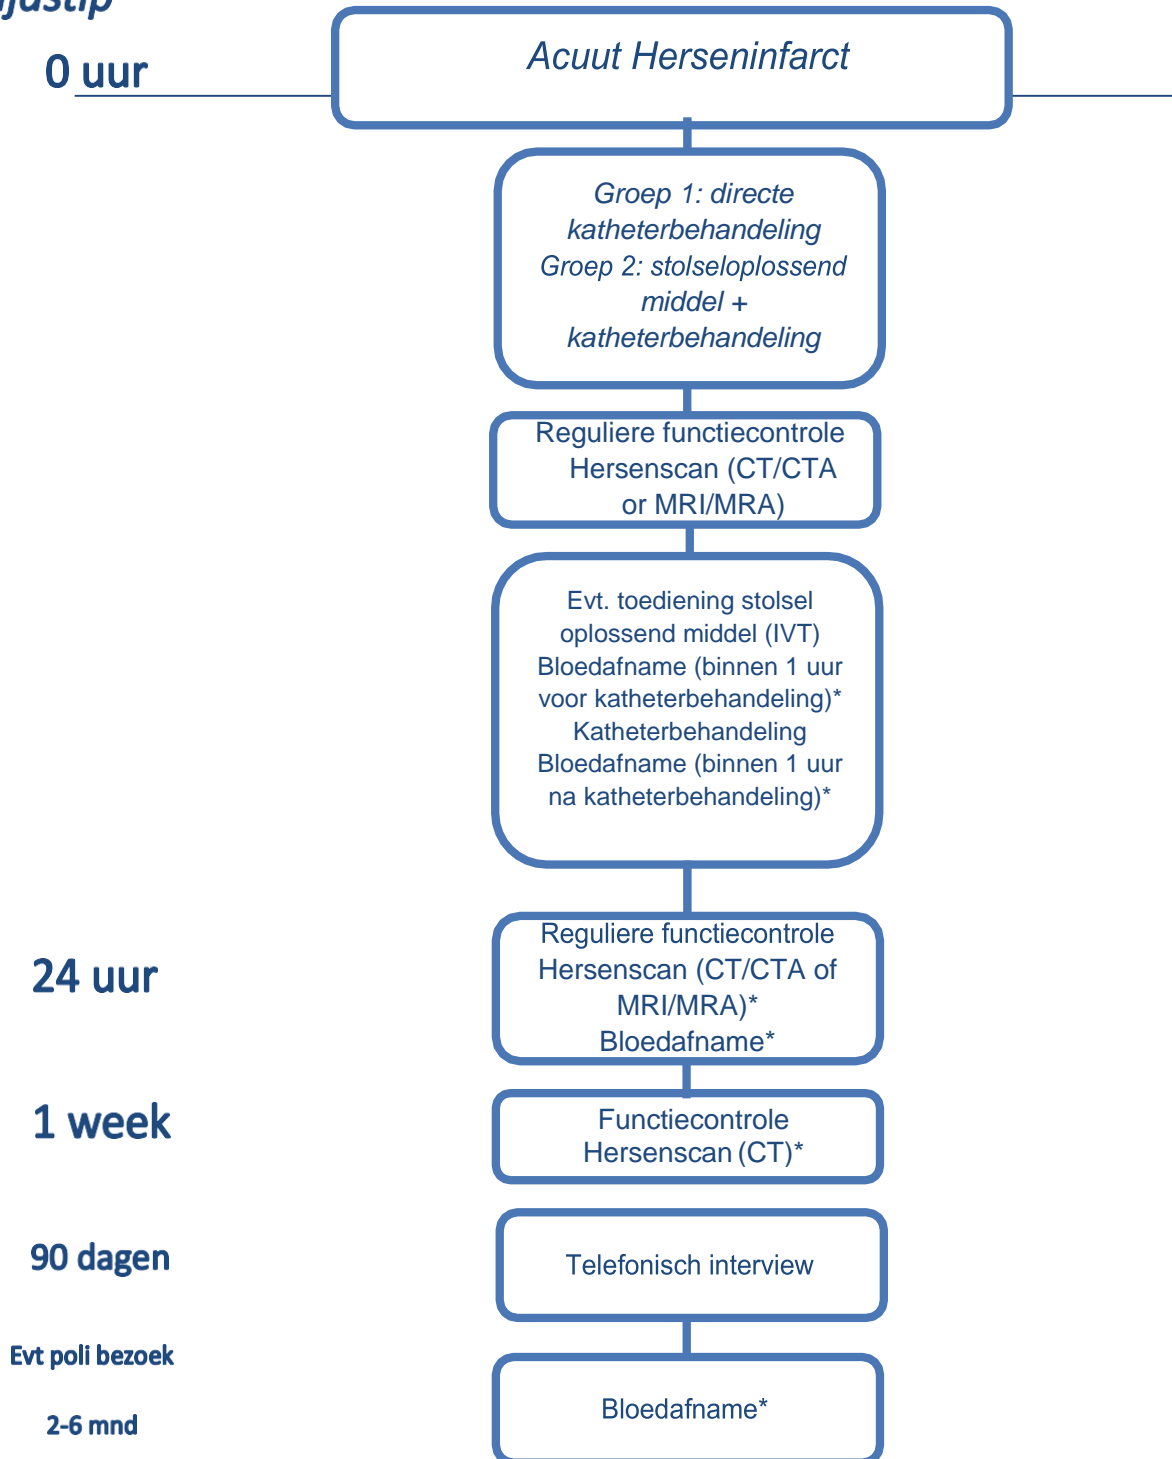 0 uur
Acuut Herseninfarct
Groep 1: directe
katheterbehandeling
Groep 2: stolseloplossend
middel +
katheterbehandeling
Reguliere functiecontrole
Hersenscan (CT/CTA
or MRI/MRA)
Evt. toediening stolsel
oplossend middel (IVT)
Bloedafname (binnen 1 uur
voor katheterbehandeling)*
Katheterbehandeling
Bloedafname (binnen 1 uur
na katheterbehandeling)*
24 uur
Reguliere functiecontrole
Hersenscan (CT/CTA of
MRI/MRA)*
Bloedafname*
1 week
Functiecontrole
Hersenscan (CT)*
90 dagen
Telefonisch interview
Evt poli bezoek
2-6 mnd
Bloedafname*